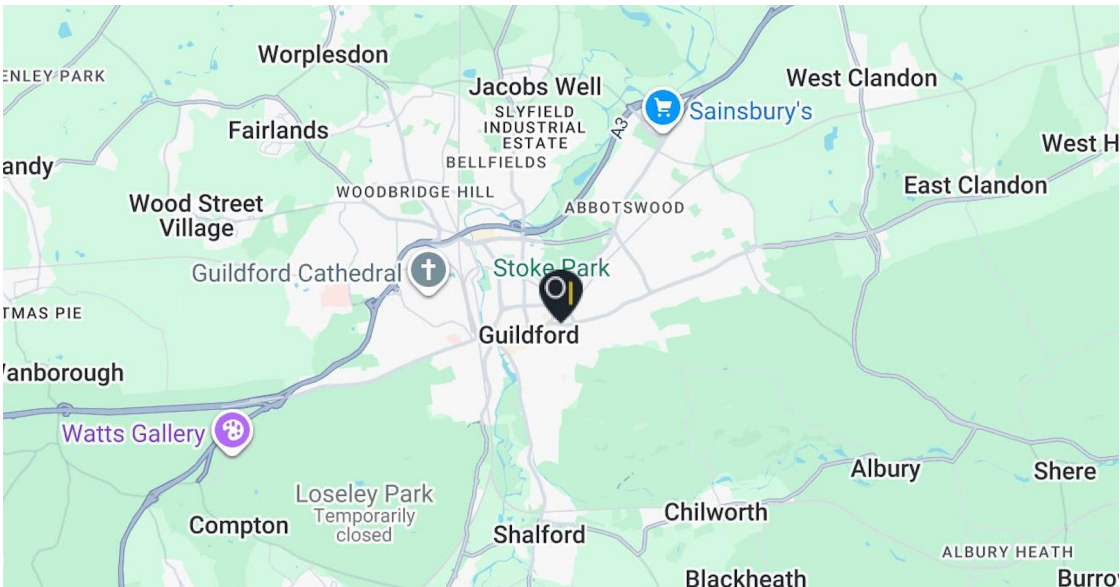 Worplesdon
ENLEY PARK
Jacobs Well
West Clandon
SLYFIELD
INDUSTRIAL
ESTATE
A3
Sainsbury's
Fairlands
West H
BELLFIELDS
andy
WOODBRIDGE HILL
East Clandon
Wood Street
Village
ABBOTSWOOD
Guildford Cathedral
Stoke Park
TMAS PIE
Guildford
anborough
Watts Gallery
Albury
Shere
Loseley Park
Temporarily
closed
Compton
Chilworth
Shalford
ALBURY HEATH
Blackheath
Burro